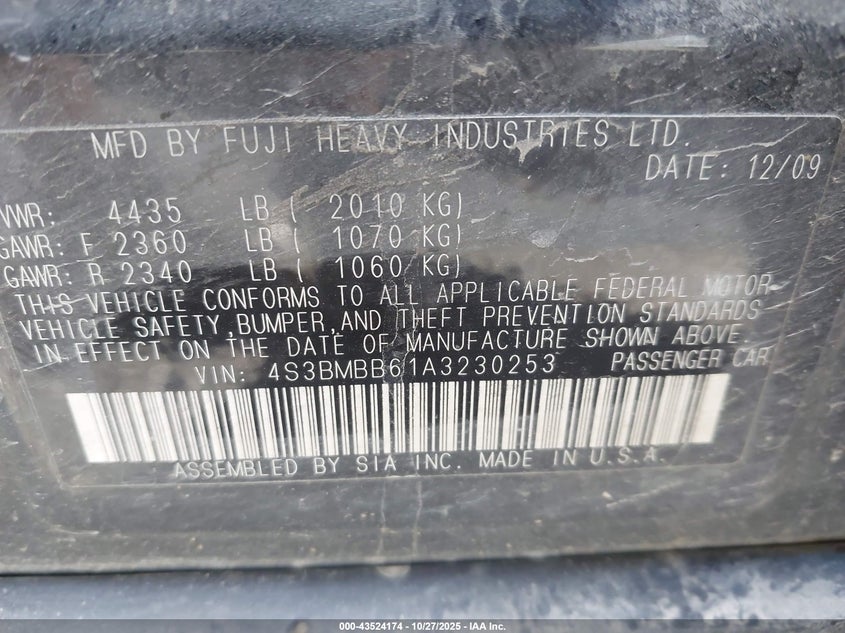 MFD BY FUJI HEAVY INDUSTRIES LTD.
DATE: 12/09
VWR: 4435 LB ( 2010 KG)
GAWR: F 2360 LB ( 1070 KG)
GAWR: R 2340 LB ( 1060 KG)
THIS VEHICLE CONFORMS TO ALL APPLICABLE FEDERAL MOTOR
VEHICLE SAFETY, BUMPER, AND THEFT PREVENTION STANDARDS
IN EFFECT ON THE DATE OF MANUFACTURE SHOWN ABOVE.
VIN: 4S3BMBB61A3230253 PASSENGER CAR
ASSEMBLED BY SIA INC. MADE IN U.S.A.
000-43524174 | 10/27/2025 - IAA Inc.